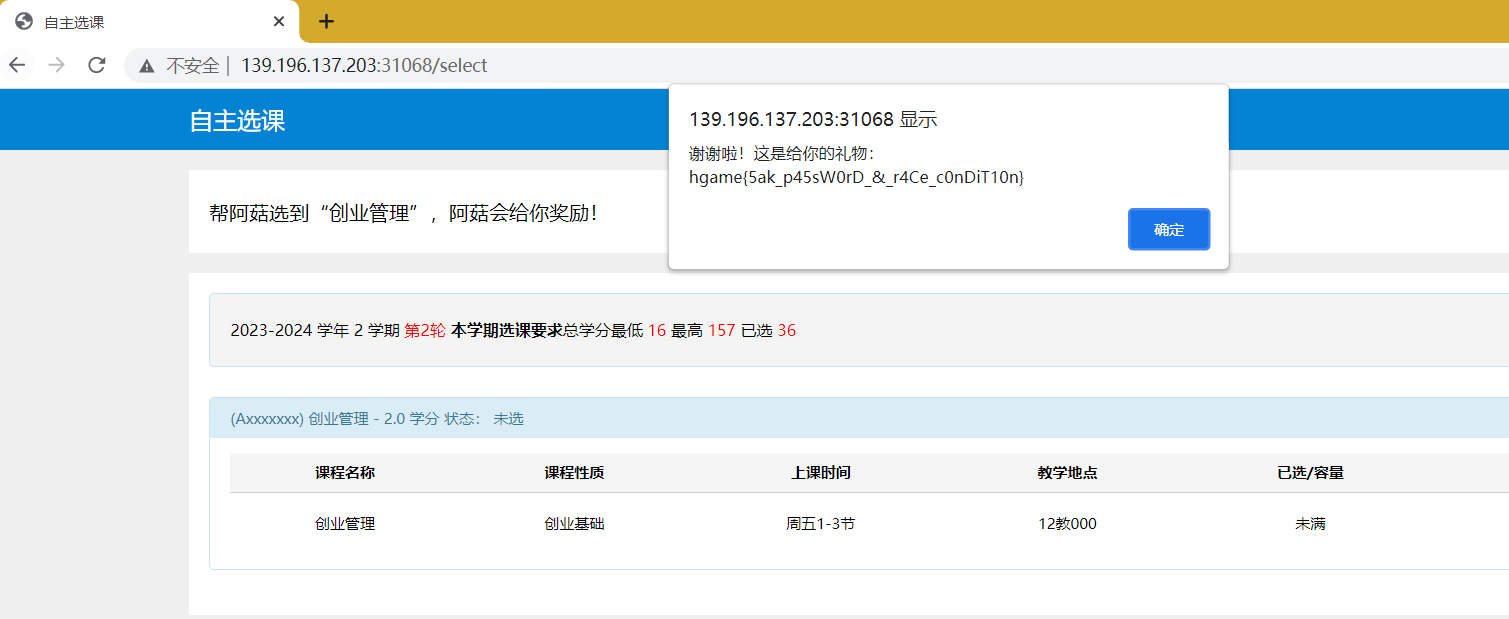 自主选课
不安全 | 139.196.137.203:31068/select
自主选课
139.196.137.203:31068 显示
谢谢啦！这是给你的礼物：
hgame{5ak_p45sW0rD_&_r4Ce_c0nDiT10n}
确定
帮阿菇选到“创业管理”，阿菇会给你奖励！
2023-2024 学年 2 学期 第2轮 本学期选课要求总学分最低 16 最高 157 已选 36
(Axxxxxxx) 创业管理 - 2.0 学分 状态： 未选
课程名称 课程性质 上课时间 教学地点 已选/容量
创业管理 创业基础 周五1-3节 12教000 未满